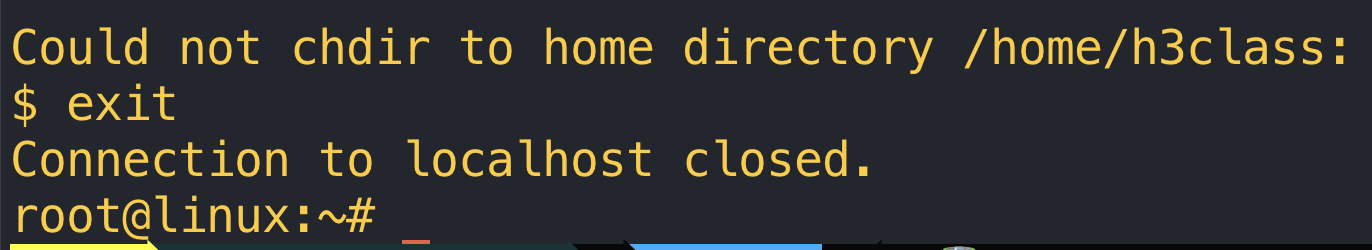 Could not chdir to home directory /home/h3class:
$ exit
Connection to localhost closed.
root@linux:~#